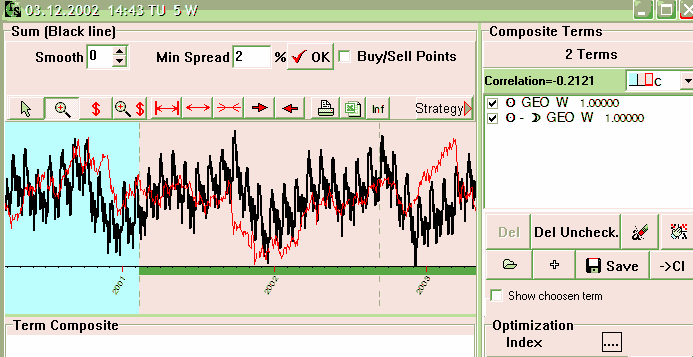 03.12.2002 14:43 TU 5 W
Sum (Black line)
Smooth 0 Min Spread 2 % OK Buy/Sell Points
$ $ Inf Strategy
2001 2002 2003
Term Composite
Composite Terms
2 Terms
Correlation=-0.2121 C
GEO W 1.00000
- GEO W 1.00000
Del Del Uncheck.
Save ->CI
Show choosen term
Optimization
Index ....